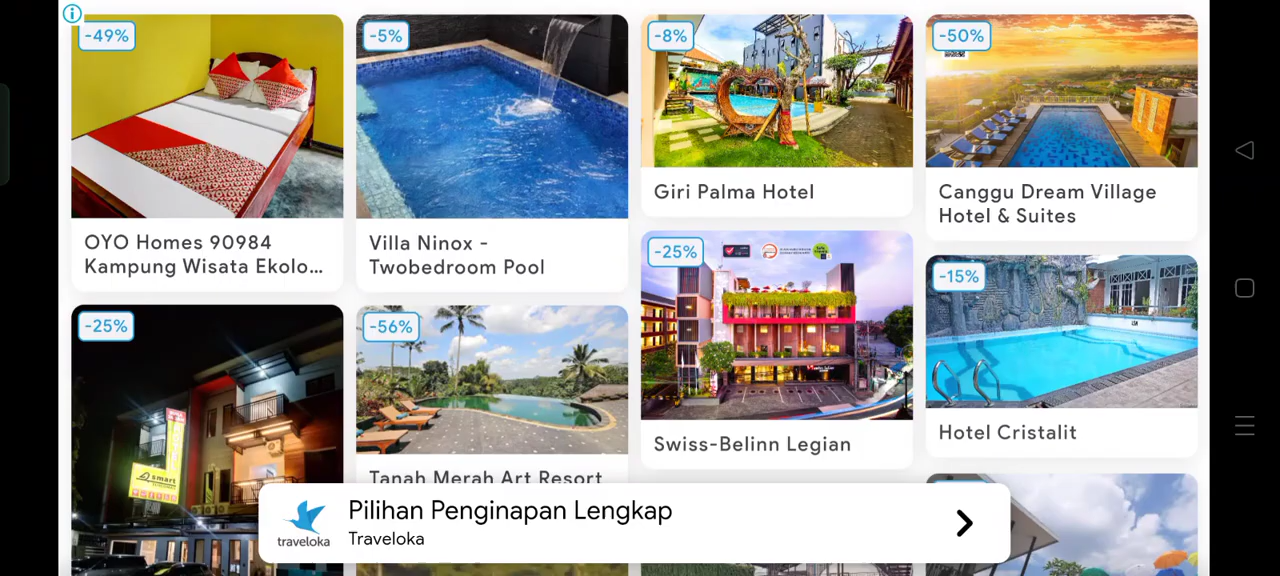 -49%
OYO Homes 90984
Kampung Wisata Ekolo...
-5%
Villa Ninox -
Twobedroom Pool
-8%
Giri Palma Hotel
-50%
Canggu Dream Village
Hotel & Suites
-25%
smart
-56%
Tanah Merah Art Resort
-25%
Swiss-Belinn Legian
-15%
Hotel Cristalit
traveloka
Pilihan Penginapan Lengkap
Traveloka